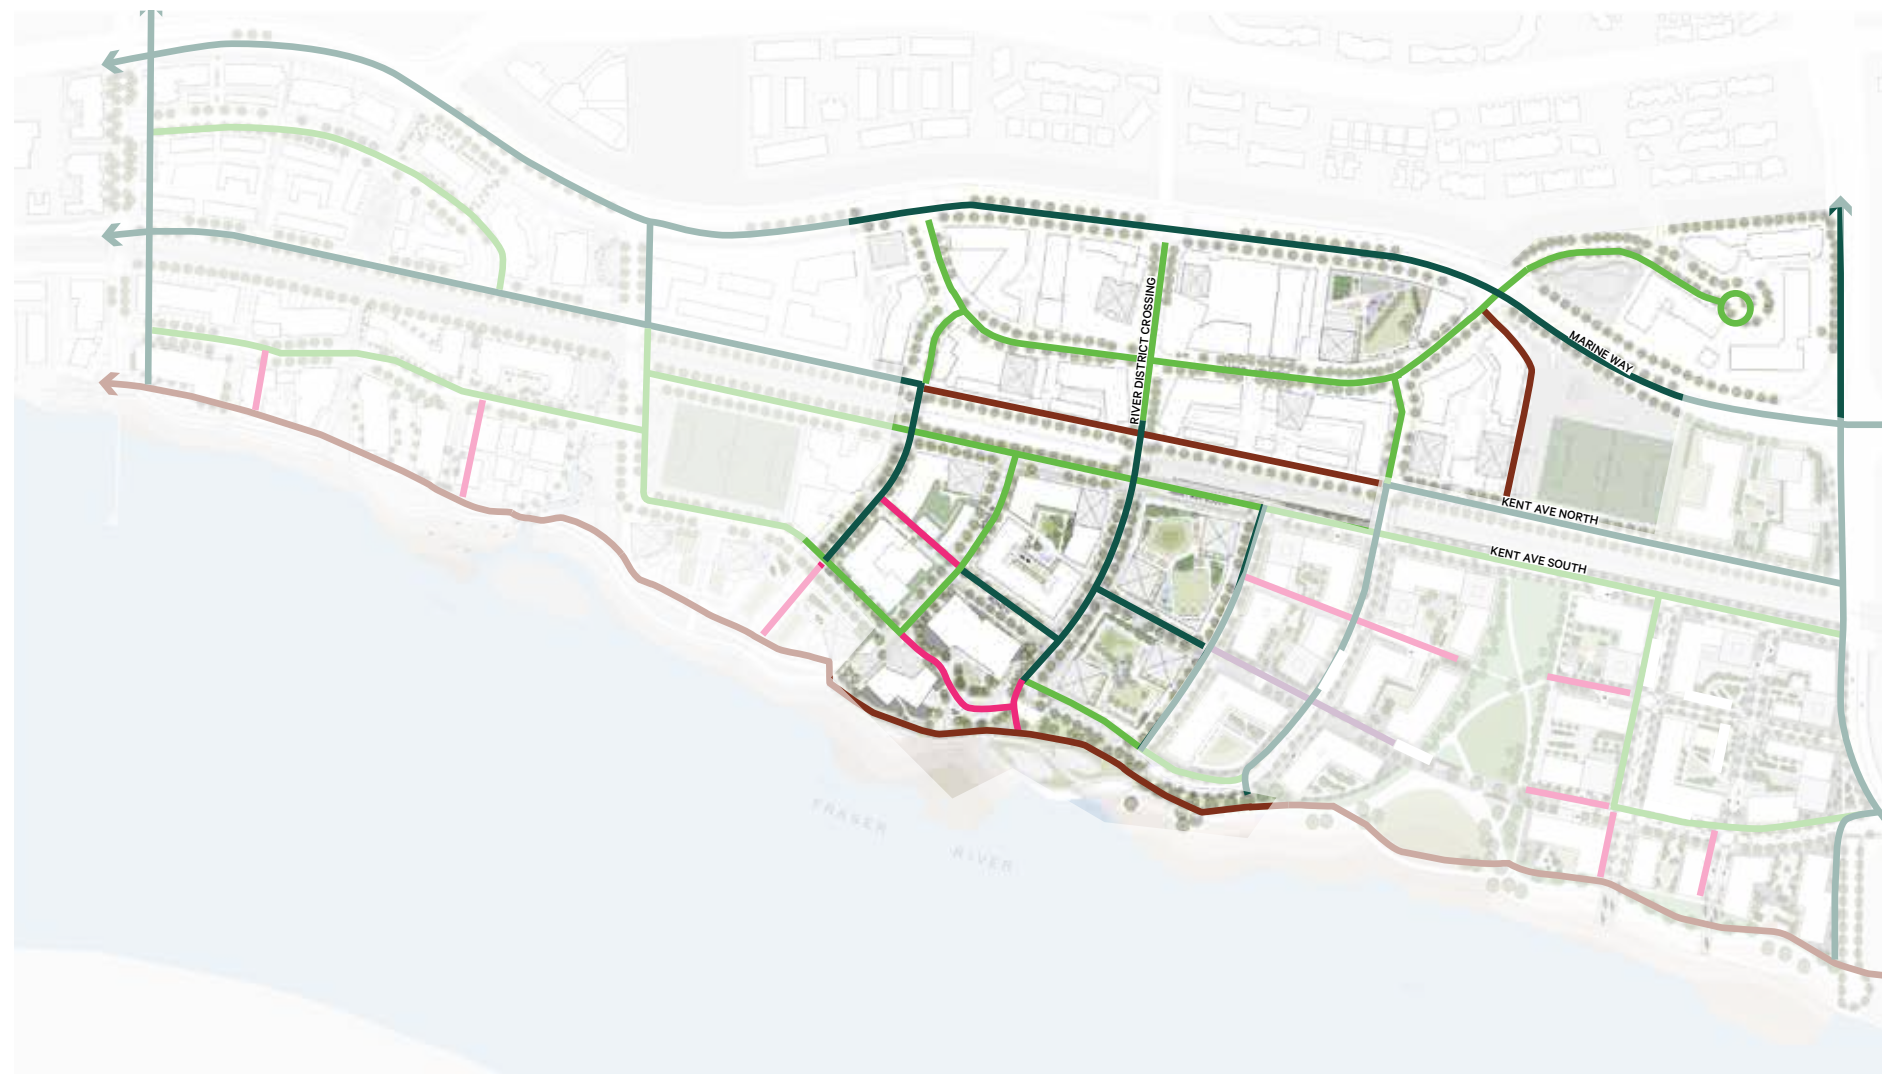 RIVER DISTRICT CROSSING
MARINE WAY
KENT AVE NORTH
KENT AVE SOUTH
FRASER
RIVER